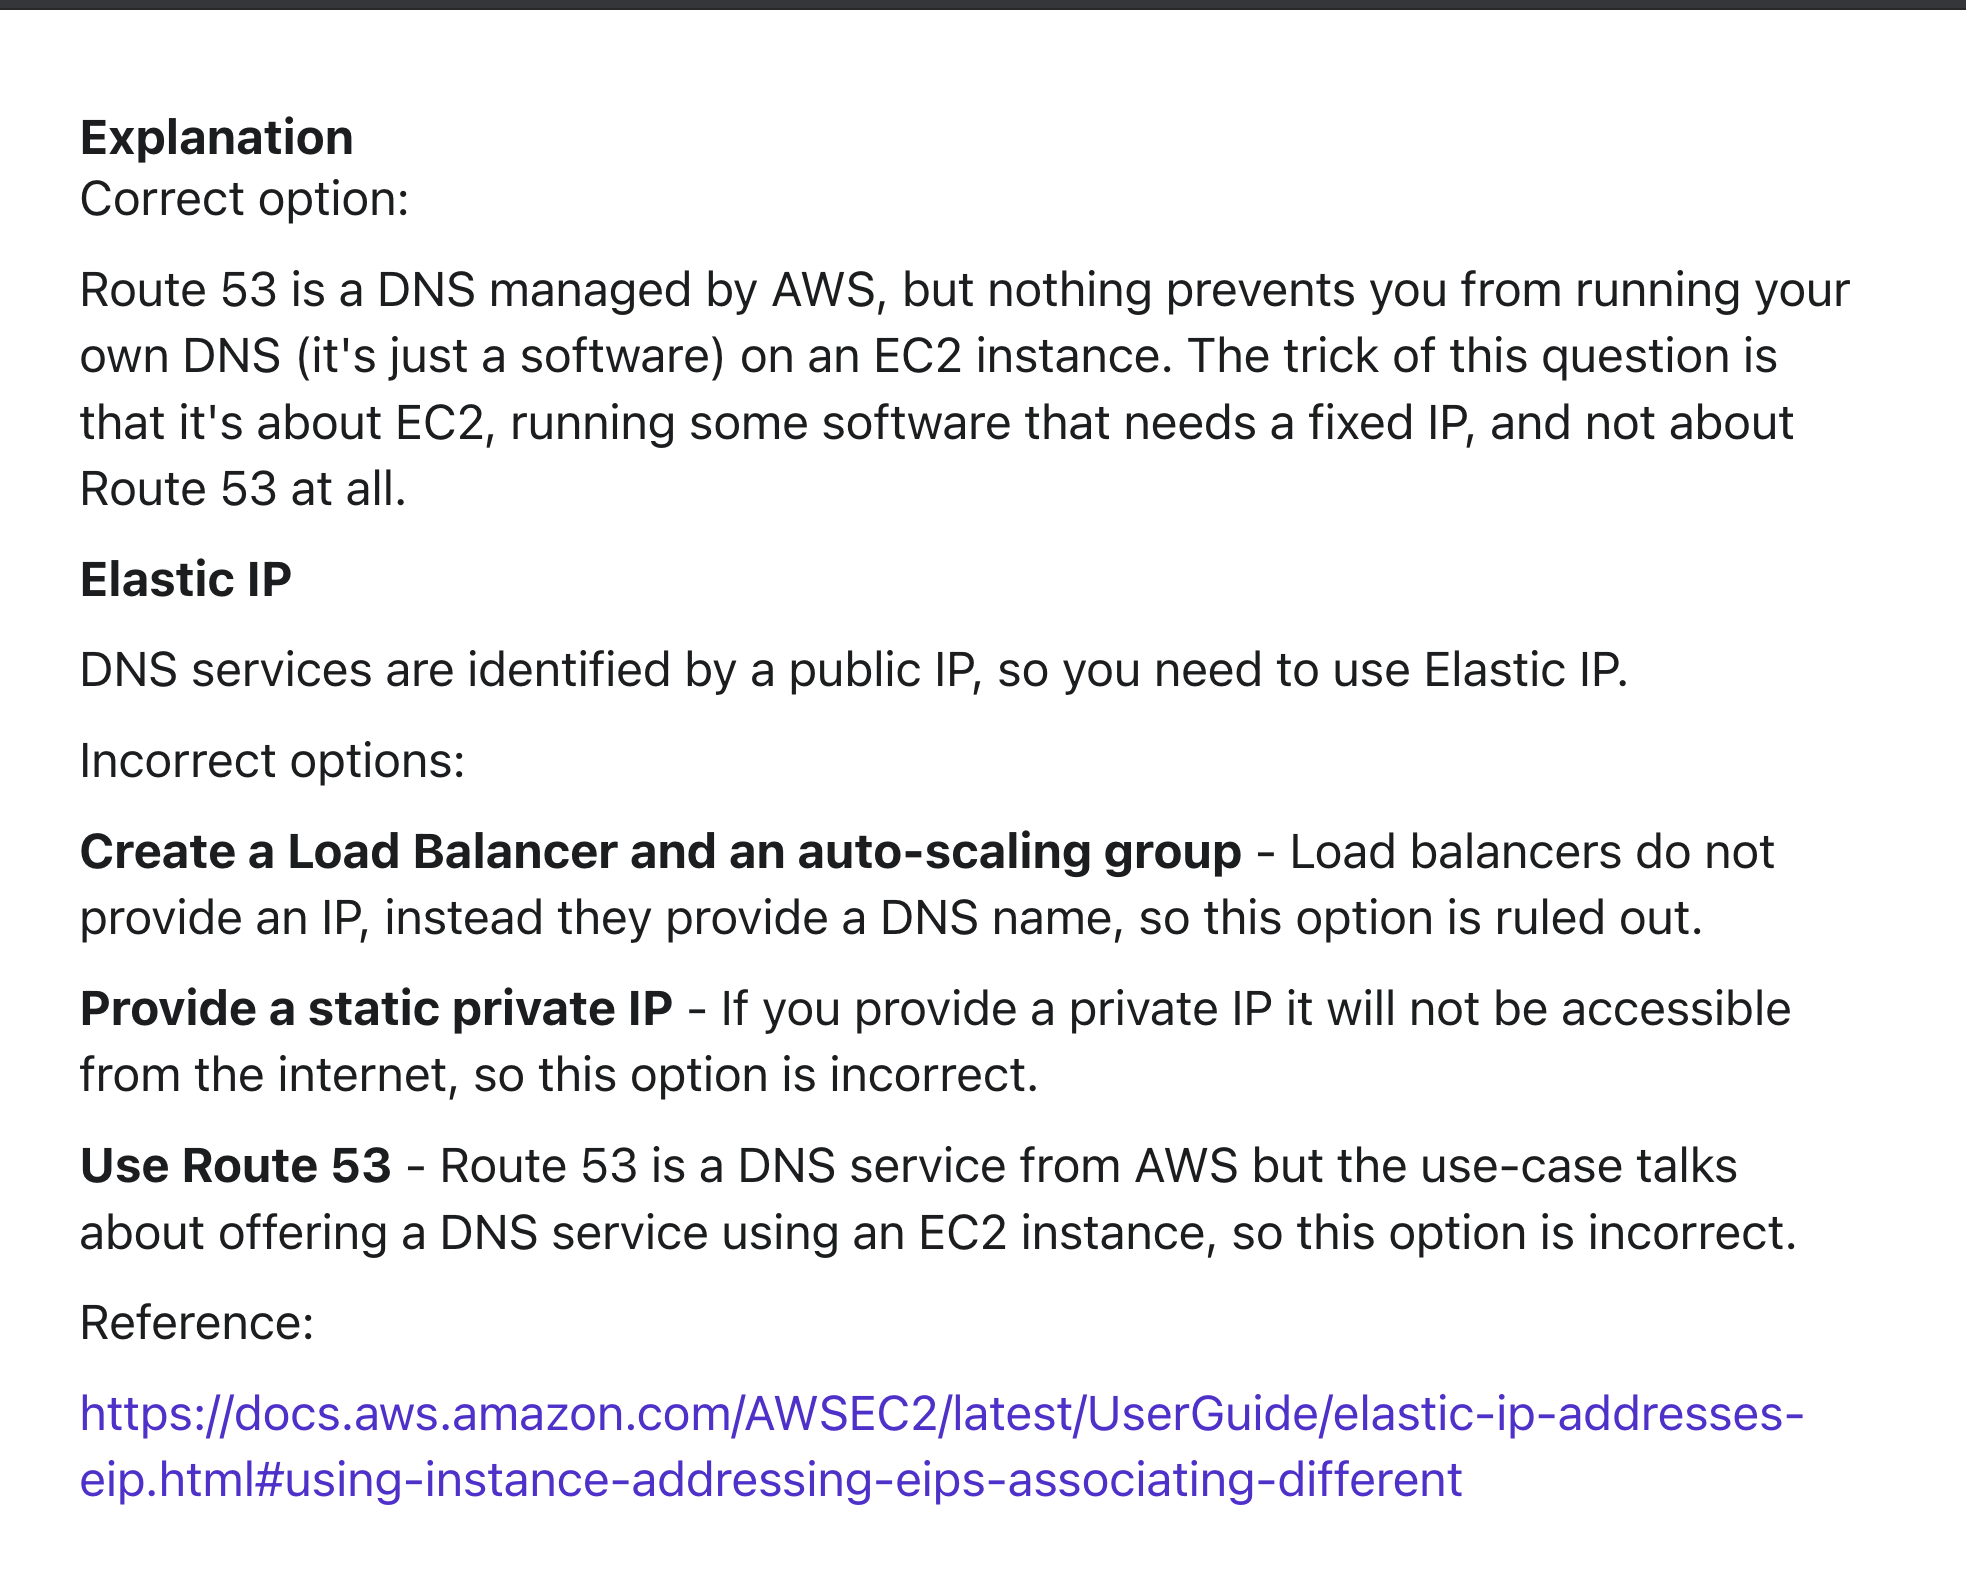 Explanation
Correct option:
Route 53 is a DNS managed by AWS, but nothing prevents you from running your
own DNS (it's just a software) on an EC2 instance. The trick of this question is
that it's about EC2, running some software that needs a fixed IP, and not about
Route 53 at all.
Elastic IP
DNS services are identified by a public IP, so you need to use Elastic IP.
Incorrect options:
Create a Load Balancer and an auto-scaling group - Load balancers do not
provide an IP, instead they provide a DNS name, so this option is ruled out.
Provide a static private IP - If you provide a private IP it will not be accessible
from the internet, so this option is incorrect.
Use Route 53 - Route 53 is a DNS service from AWS but the use-case talks
about offering a DNS service using an EC2 instance, so this option is incorrect.
Reference:
https://docs.aws.amazon.com/AWSEC2/latest/UserGuide/elastic-ip-addresses-
eip.html#using-instance-addressing-eips-associating-different